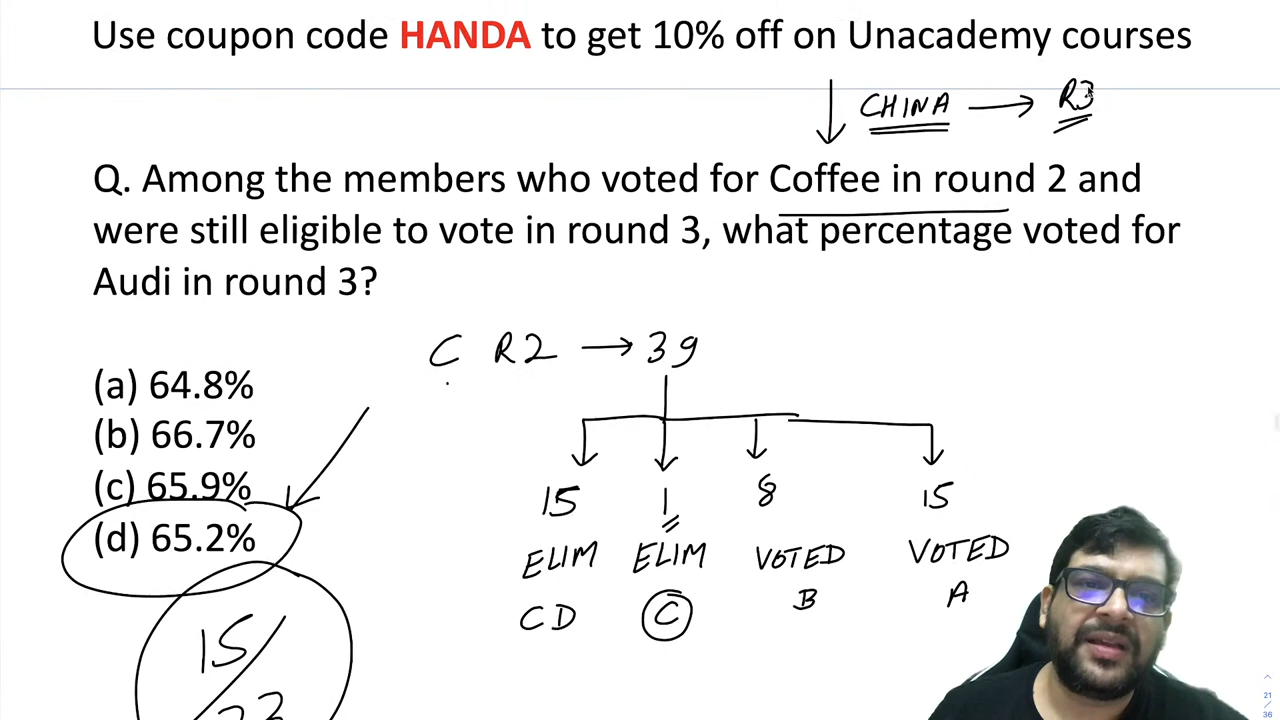 Use coupon code HANDA to get 10% off on Unacademy courses
CHINA → R3
Q. Among the members who voted for Coffee in round 2 and
were still eligible to vote in round 3, what percentage voted for
Audi in round 3?
C R2 → 39
(a) 64.8%
(b) 66.7%
(c) 65.9%
(d) 65.2%
15 1 8 15
ELIM ELIM VOTED VOTED
CD C B A
15/
23
21
/
36